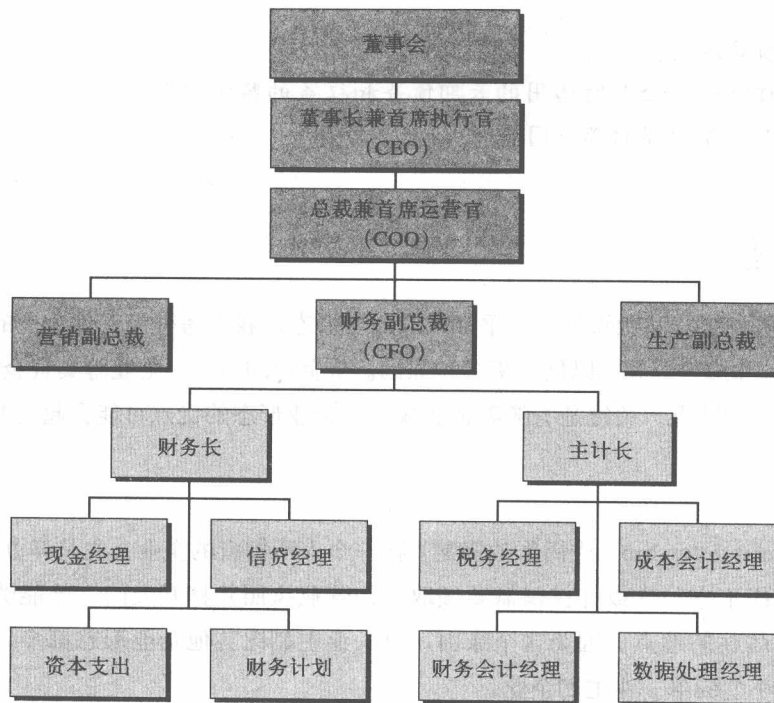 董事会
董事长兼首席执行官
（CEO）
总裁兼首席运营官
（COO）
营销副总裁
财务副总裁
（CFO）
生产副总裁
财务长
主计长
现金经理
信贷经理
税务经理
成本会计经理
资本支出
财务计划
财务会计经理
数据处理经理